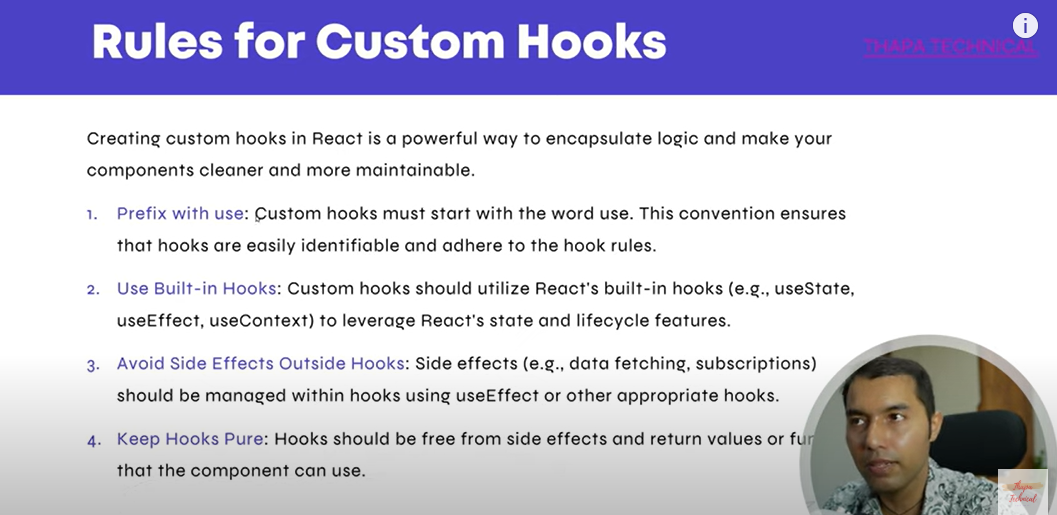 Rules for Custom Hooks
THAPA TECHNICAL
i
Creating custom hooks in React is a powerful way to encapsulate logic and make your
components cleaner and more maintainable.
1. Prefix with use: Custom hooks must start with the word use. This convention ensures
that hooks are easily identifiable and adhere to the hook rules.
2. Use Built-in Hooks: Custom hooks should utilize React's built-in hooks (e.g., useState,
useEffect, useContext) to leverage React's state and lifecycle features.
3. Avoid Side Effects Outside Hooks: Side effects (e.g., data fetching, subscriptions)
should be managed within hooks using useEffect or other appropriate hooks.
4. Keep Hooks Pure: Hooks should be free from side effects and return values or
that the component can use.
Thapa
Technical